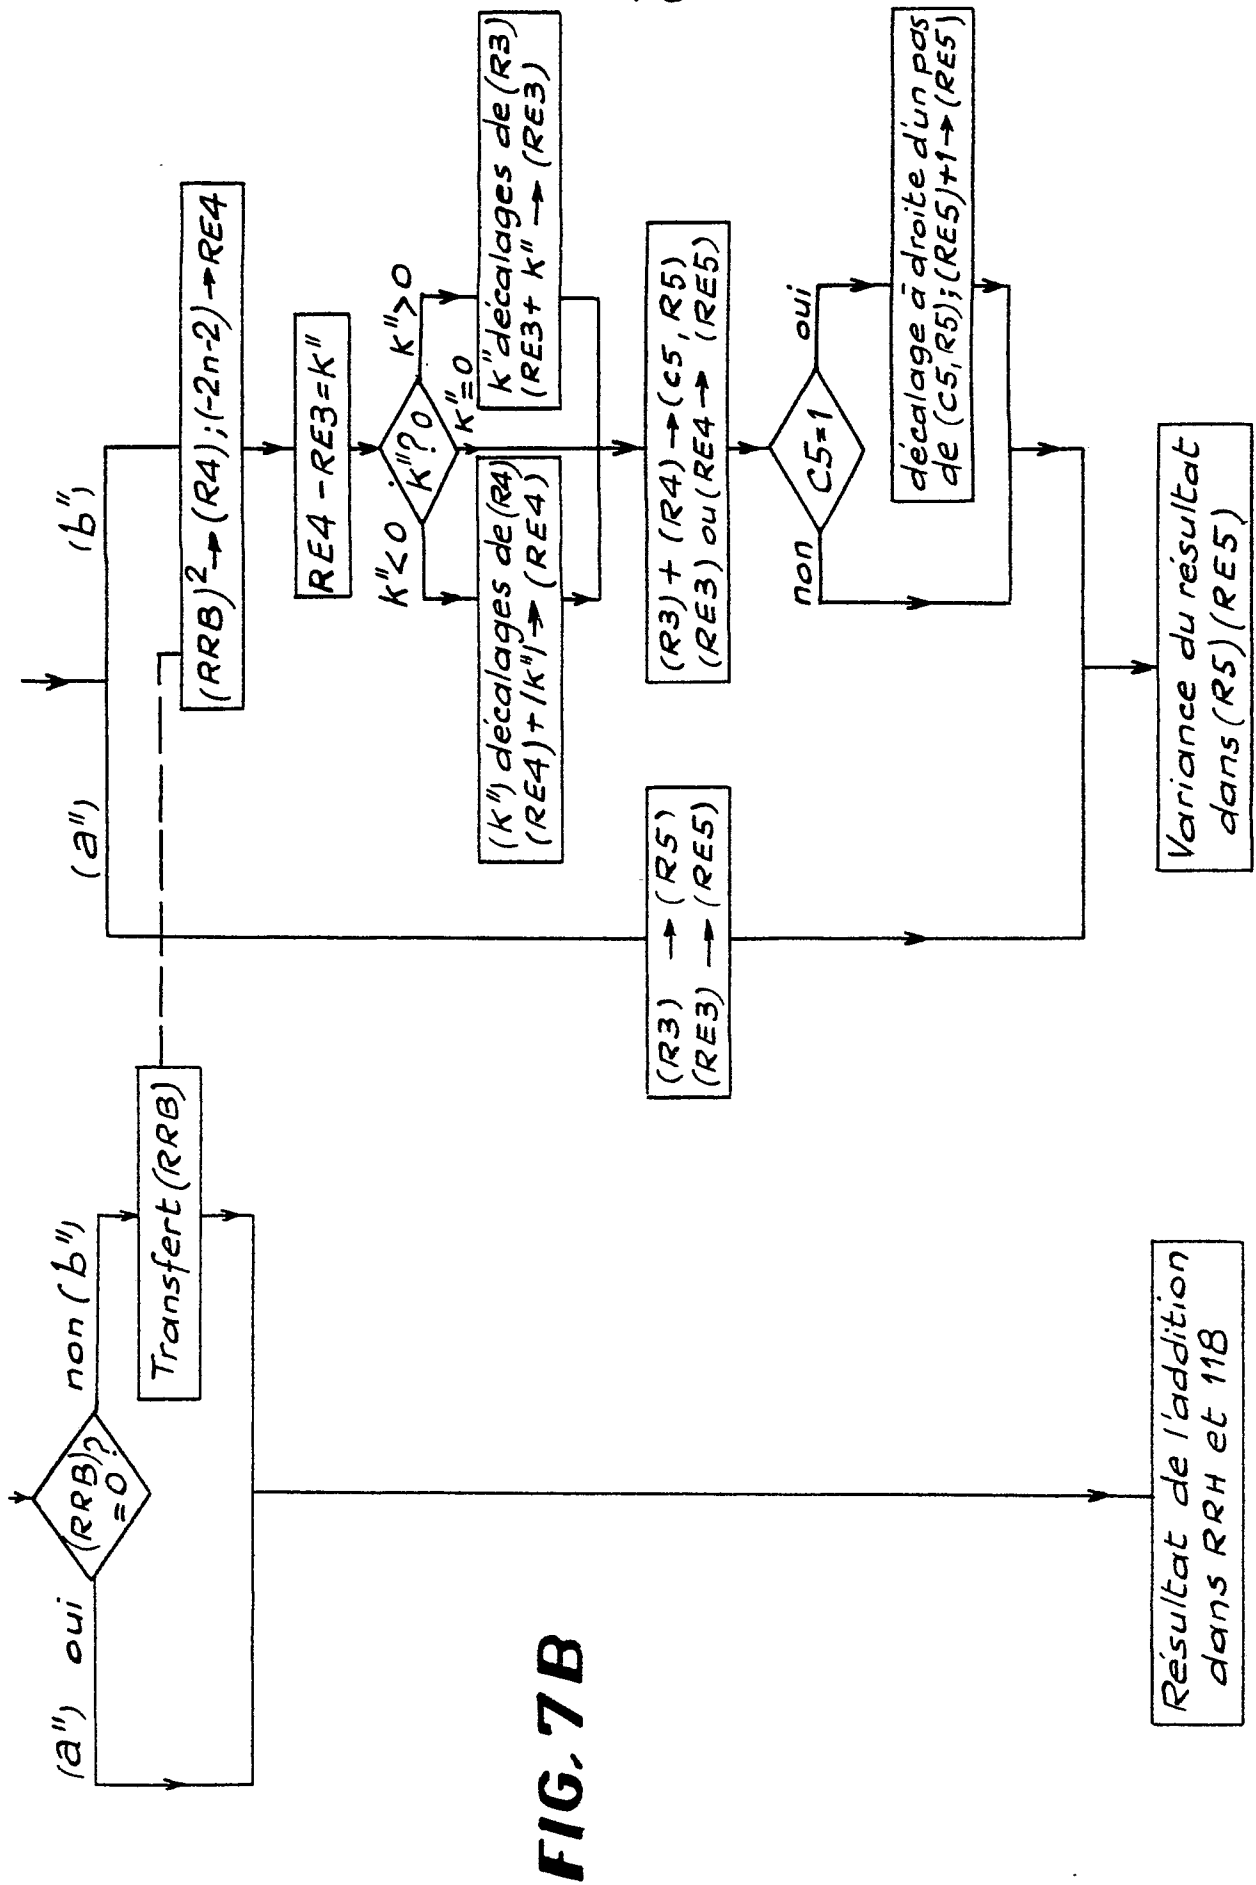 (a") oui
(RRB)?
=0
non (b")
Transfert (RRB)
Résultat de l'addition
dans RRH et 11B
FIG.7B
(a")
(b")
(RRB)² → (R4); (-2n-2) → RE4
RE4 - RE3 = k"
k"<0
k"? 0
k">0
k"=0
(k") décalages de (R4)
(RE4) + (k") → (RE4)
k" décalages de (R3)
(RE3 + k" → (RE3)
(R3) → (R5)
(RE3) → (RE5)
(R3) + (R4) → (C5, R5)
(RE3) ou (RE4 → (RE5)
non
C5=1
oui
décalage à droite d'un pas
de (C5, R5); (RE5)+1 → (RE5)
Variance du résultat
dans (R5) (RE5)